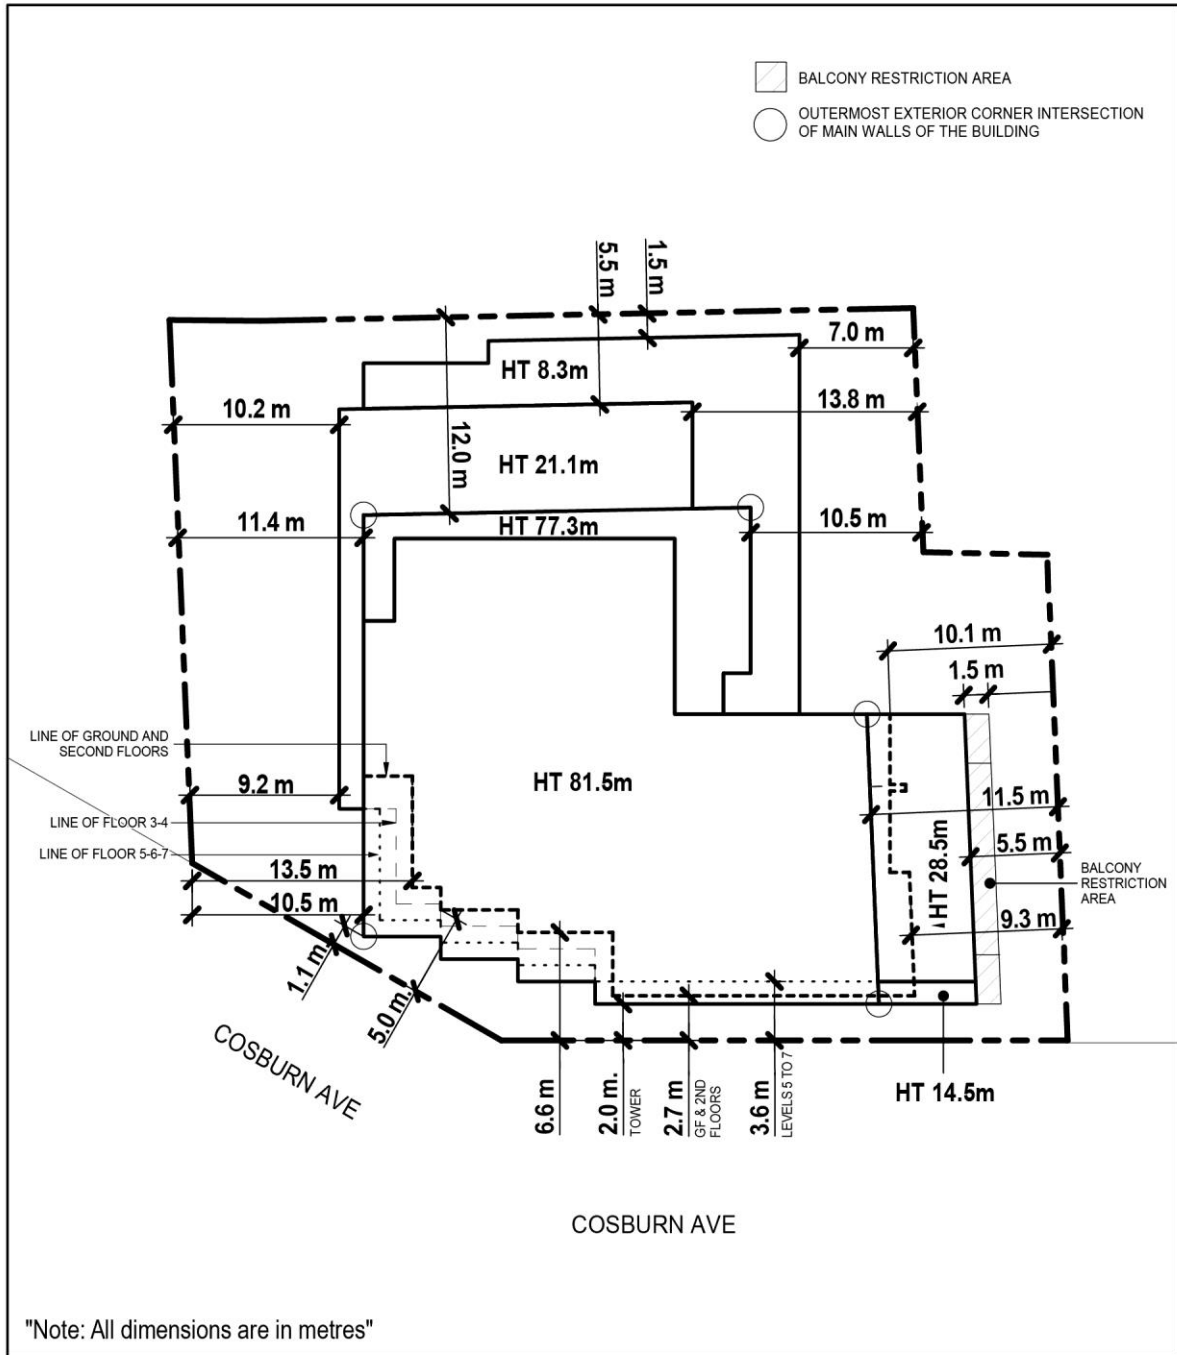 BALCONY RESTRICTION AREA
OUTERMOST EXTERIOR CORNER INTERSECTION
OF MAIN WALLS OF THE BUILDING
5.5 m
1.5 m
7.0 m
HT 8.3m
10.2 m
13.8 m
12.0 m
HT 21.1m
11.4 m
HT 77.3m
10.5 m
10.1 m
1.5 m
LINE OF GROUND AND
SECOND FLOORS
9.2 m
HT 81.5m
11.5 m
LINE OF FLOOR 3-4
LINE OF FLOOR 5-6-7
5.5 m
13.5 m
HT 28.5m
BALCONY
RESTRICTION
AREA
10.5 m
9.3 m
1.1 m.
5.0 m.
COSBURN AVE
6.6 m
2.0 m.
TOWER
2.7 m
GF & 2ND
FLOORS
3.6 m
LEVELS 5 TO 7
HT 14.5m
COSBURN AVE
"Note: All dimensions are in metres"